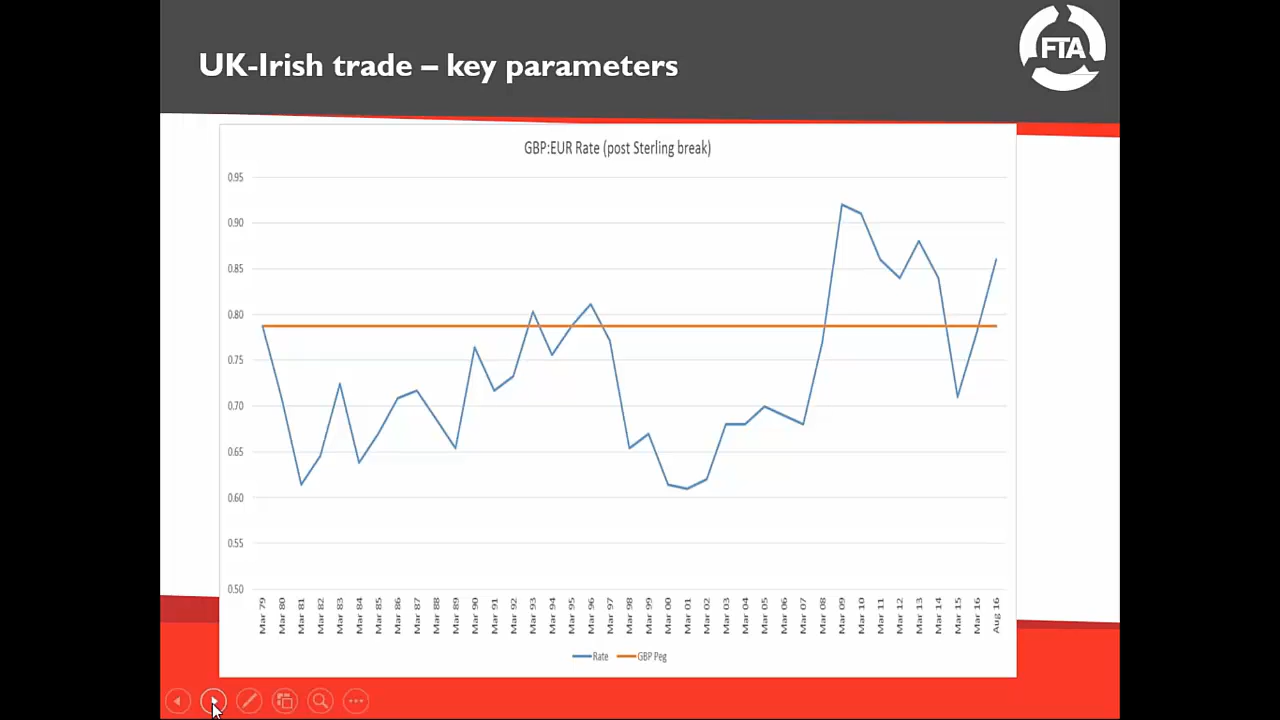 UK-Irish trade – key parameters
FTA
GBP:EUR Rate (post Sterling break)
0.95
0.90
0.85
0.80
0.75
0.70
0.65
0.60
0.55
0.50
Mar 79
Mar 80
Mar 81
Mar 82
Mar 83
Mar 84
Mar 85
Mar 86
Mar 87
Mar 88
Mar 89
Mar 90
Mar 91
Mar 92
Mar 93
Mar 94
Mar 95
Mar 96
Mar 97
Mar 98
Mar 99
Mar 00
Mar 01
Mar 02
Mar 03
Mar 04
Mar 05
Mar 06
Mar 07
Mar 08
Mar 09
Mar 10
Mar 11
Mar 12
Mar 13
Mar 14
Mar 15
Mar 16
Aug 16
Rate
GBP Peg